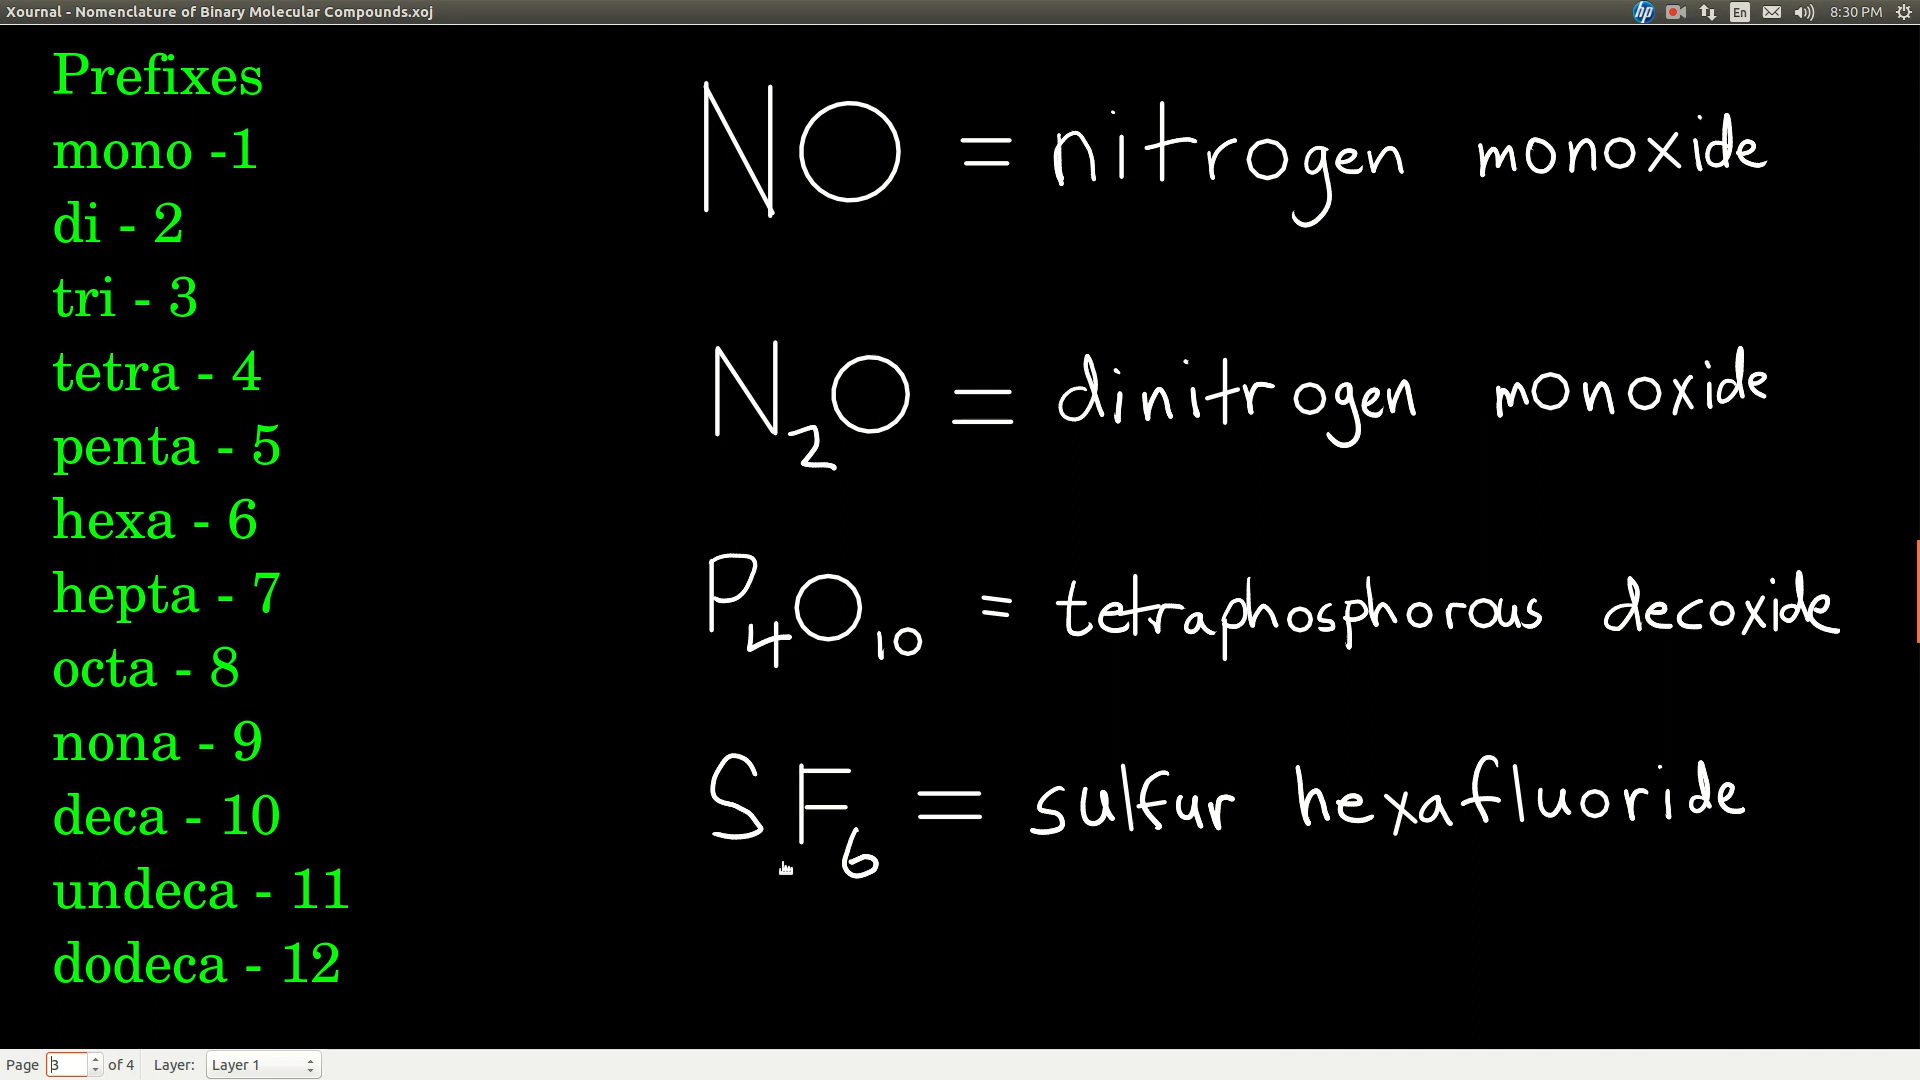 Xournal - Nomenclature of Binary Molecular Compounds.xoj
hp En 8:30 PM
Prefixes
mono -1
di - 2
tri - 3
tetra - 4
penta - 5
hexa - 6
hepta - 7
octa - 8
nona - 9
deca - 10
undeca - 11
dodeca - 12
NO = nitrogen monoxide
N₂O = dinitrogen monoxide
P₄O₁₀ = tetraphosphorous decoxide
SF₆ = sulfur hexafluoride
Page 3 of 4 Layer: Layer 1